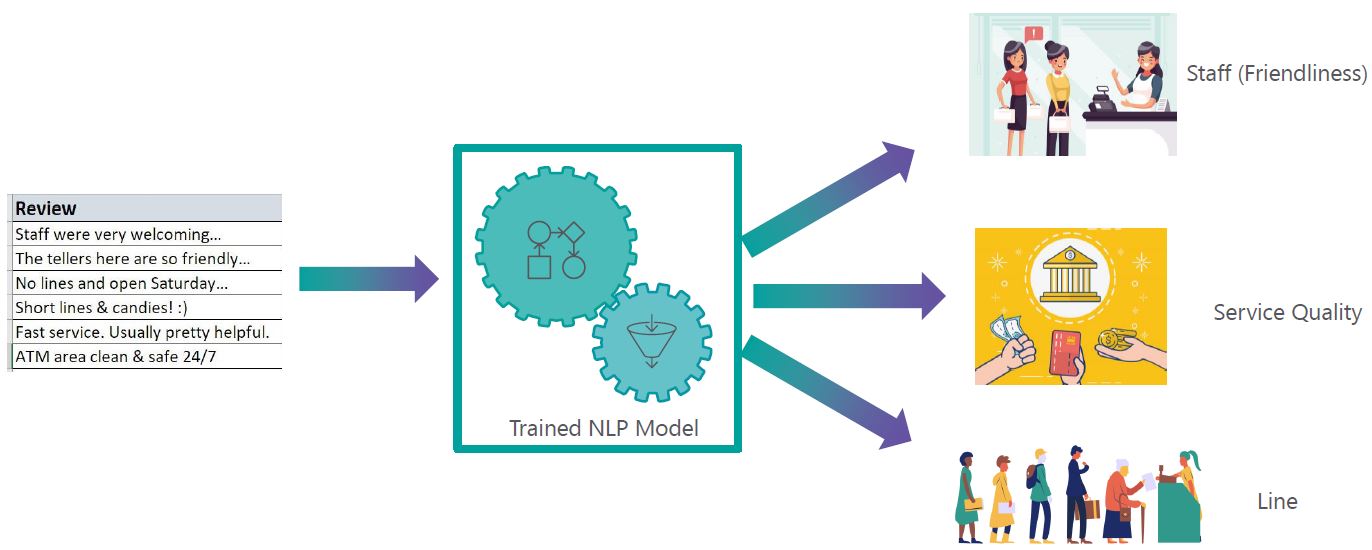 Review
Staff were very welcoming...
The tellers here are so friendly...
No lines and open Saturday...
Short lines & candies! :)
Fast service. Usually pretty helpful.
ATM area clean & safe 24/7
Trained NLP Model
Staff (Friendliness)
Service Quality
Line